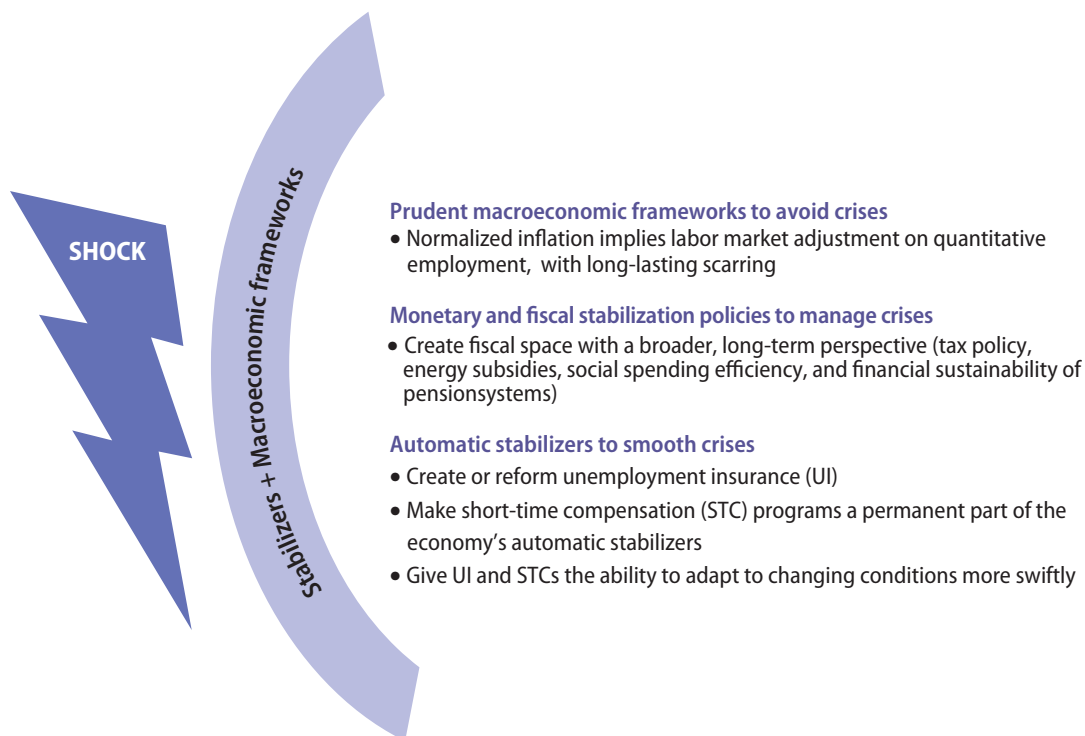 SHOCK
Stabilizers + Macroeconomic frameworks
Prudent macroeconomic frameworks to avoid crises
• Normalized inflation implies labor market adjustment on quantitative
employment, with long-lasting scarring
Monetary and fiscal stabilization policies to manage crises
• Create fiscal space with a broader, long-term perspective (tax policy,
energy subsidies, social spending efficiency, and financial sustainability of
pensionsystems)
Automatic stabilizers to smooth crises
• Create or reform unemployment insurance (UI)
• Make short-time compensation (STC) programs a permanent part of the
economy’s automatic stabilizers
• Give UI and STCs the ability to adapt to changing conditions more swiftly